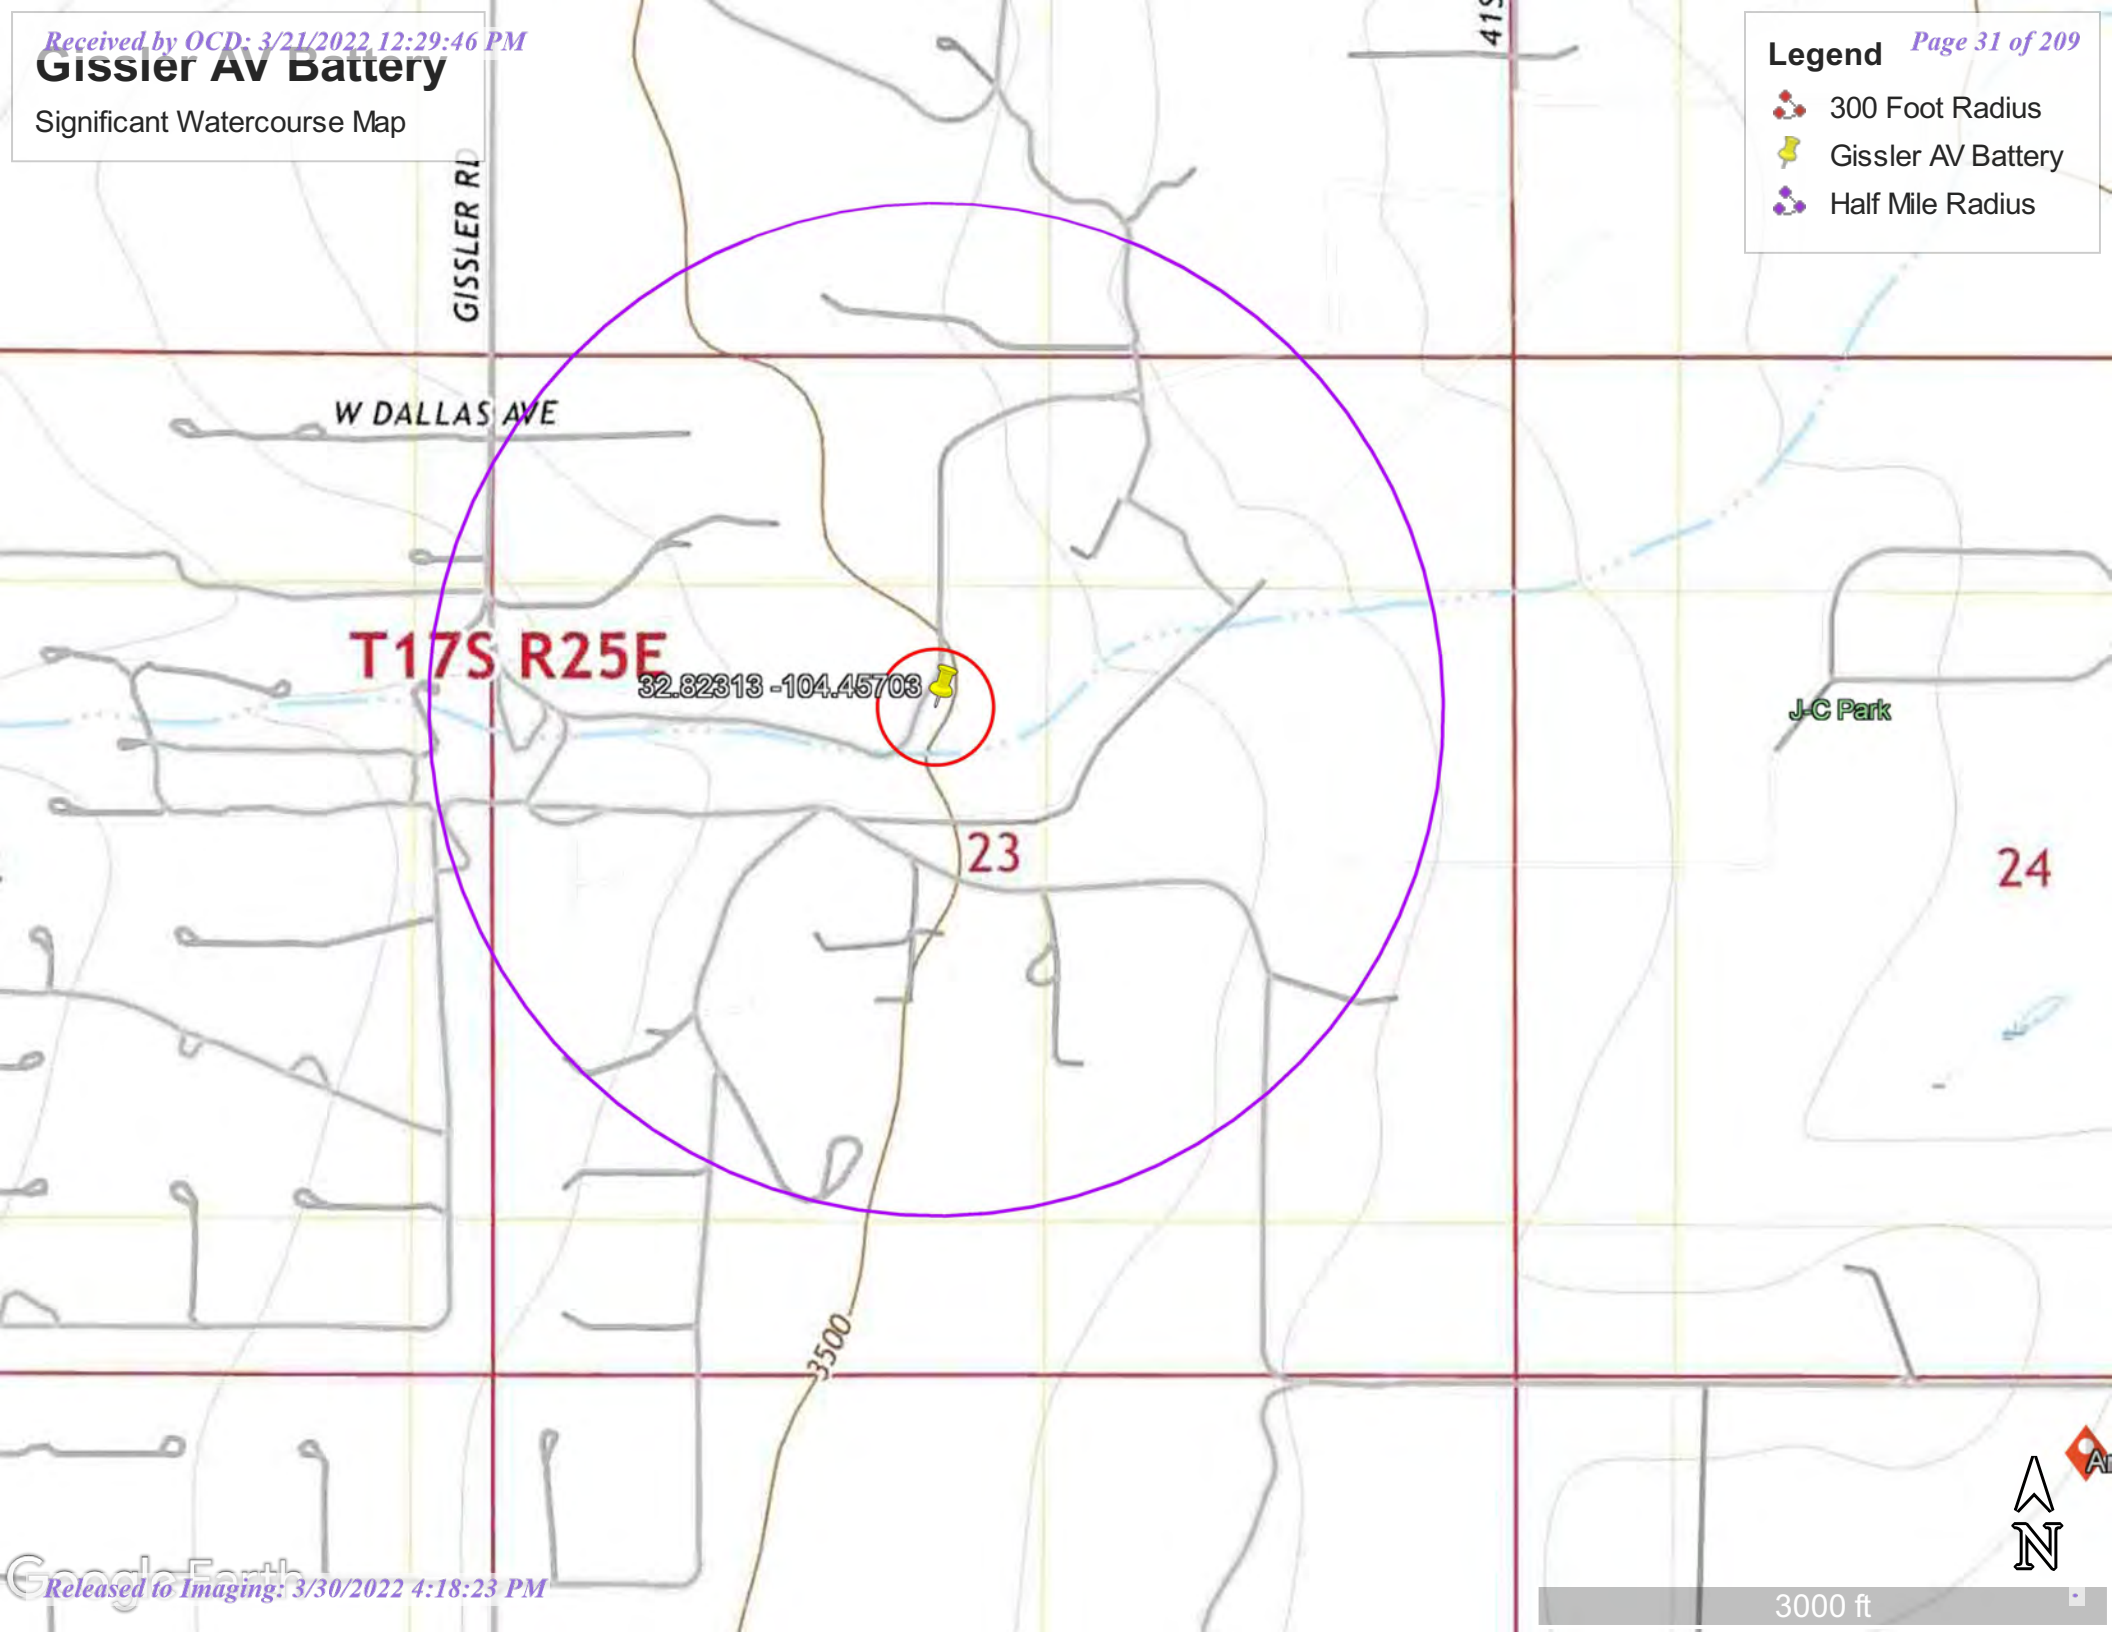 Received by OCD: 3/21/2022 12:29:46 PM
Page 31 of 209
Gissler AV Battery
Significant Watercourse Map
Legend
300 Foot Radius
Gissler AV Battery
Half Mile Radius
GISSLER RD
41S
W DALLAS AVE
T17S R25E
32.82313 -104.45703
J-C Park
23
24
3500
Ar
N
Google Earth
Released to Imaging: 3/30/2022 4:18:23 PM
3000 ft